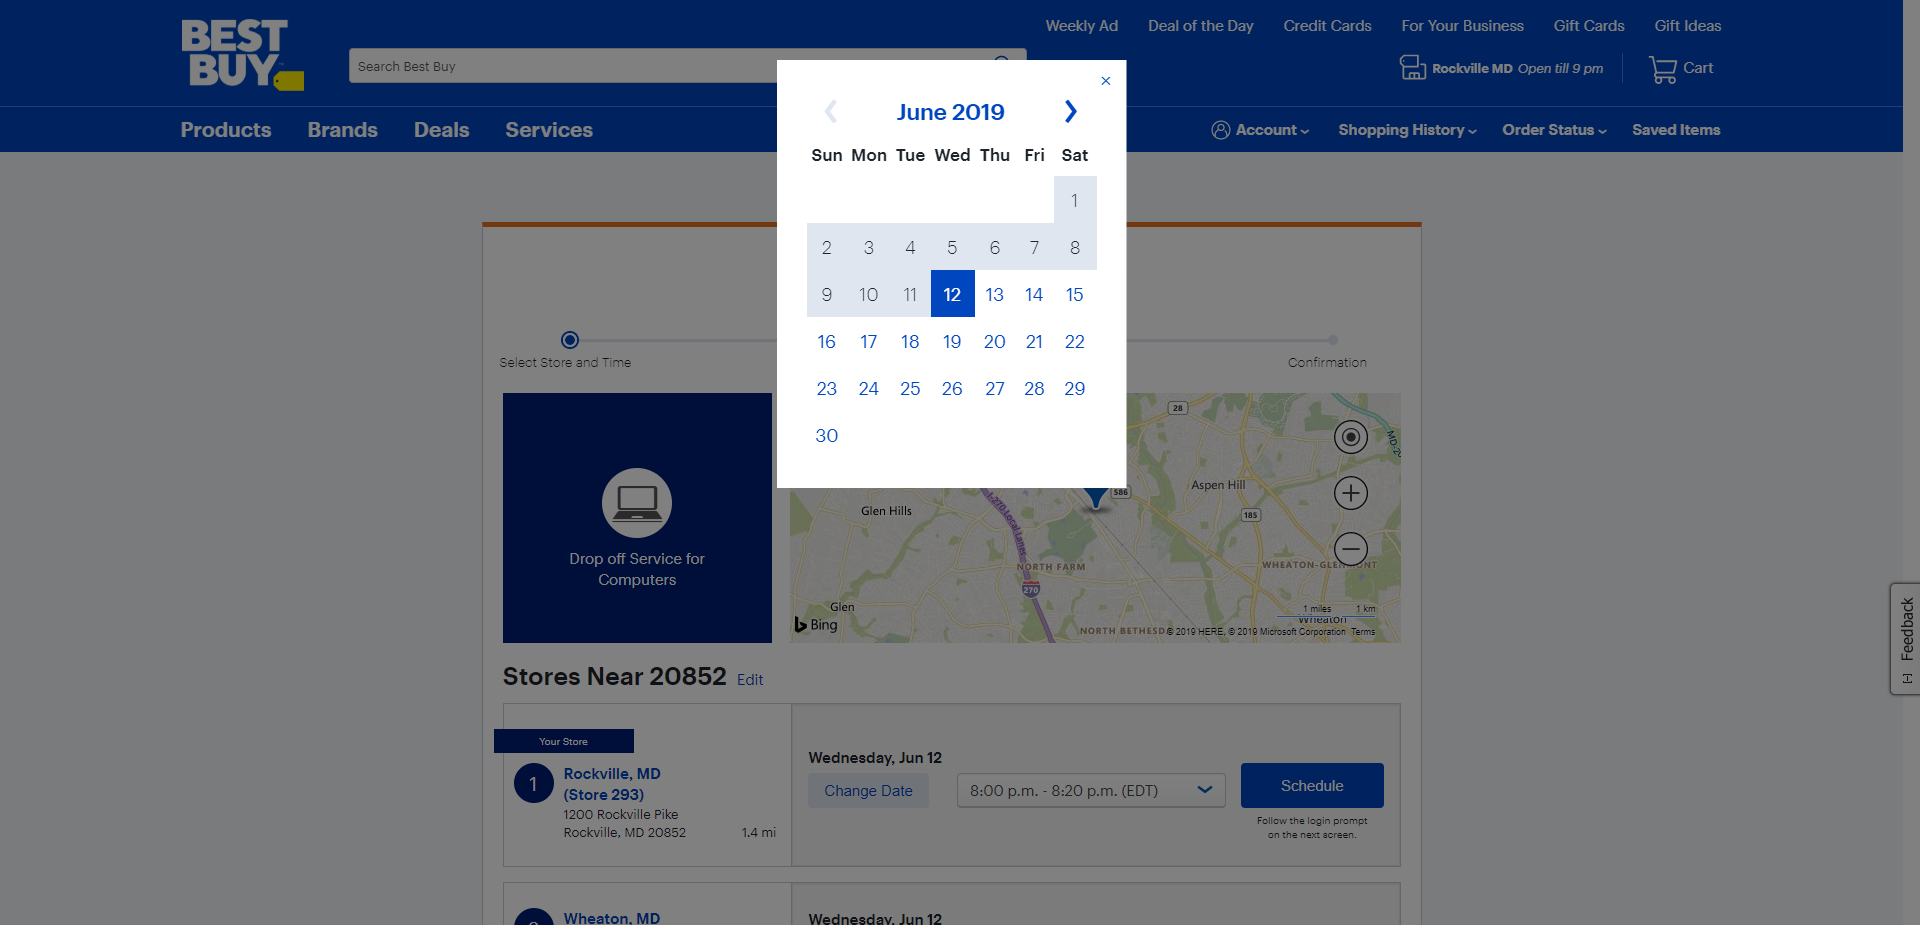 BEST
BUY
Search Best Buy
Weekly Ad
Deal of the Day
Credit Cards
For Your Business
Gift Cards
Gift Ideas
Rockville MD Open till 9 pm
Cart
Products
Brands
Deals
Services
Account
Shopping History
Order Status
Saved Items
×
June 2019
Sun Mon Tue Wed Thu Fri Sat
1
2 3 4 5 6 7 8
9 10 11 12 13 14 15
16 17 18 19 20 21 22
23 24 25 26 27 28 29
30
Select Store and Time
Confirmation
Drop off Service for
Computers
28
MD-2
586
Aspen Hill
185
Glen Hills
I-270 Local Lanes
NORTH FARM
270
WHEATON-GLENMONT
Glen
1 miles
1 km
Wheaton
Bing
NORTH BETHESD
© 2019 HERE, © 2019 Microsoft Corporation Terms
Stores Near 20852 Edit
Your Store
1
Rockville, MD
(Store 293)
1200 Rockville Pike
Rockville, MD 20852
1.4 mi
Wednesday, Jun 12
Change Date
8:00 p.m. - 8:20 p.m. (EDT)
Schedule
Follow the login prompt
on the next screen.
Wheaton, MD
Wednesday, Jun 12
Feedback
[-]